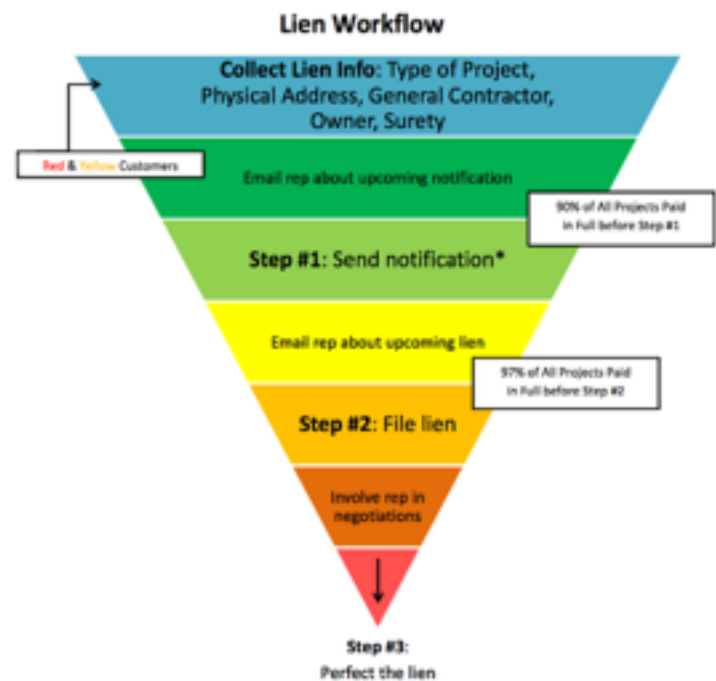 Lien Workflow
Collect Lien Info: Type of Project,
Physical Address, General Contractor,
Owner, Surety
Red & Yellow Customers
Email rep about upcoming notification
90% of All Projects Paid
in Full before Step #1
Step #1: Send notification*
Email rep about upcoming lien
97% of All Projects Paid
in Full before Step #2
Step #2: File lien
Involve rep in
negotiations
Step #3:
Perfect the lien